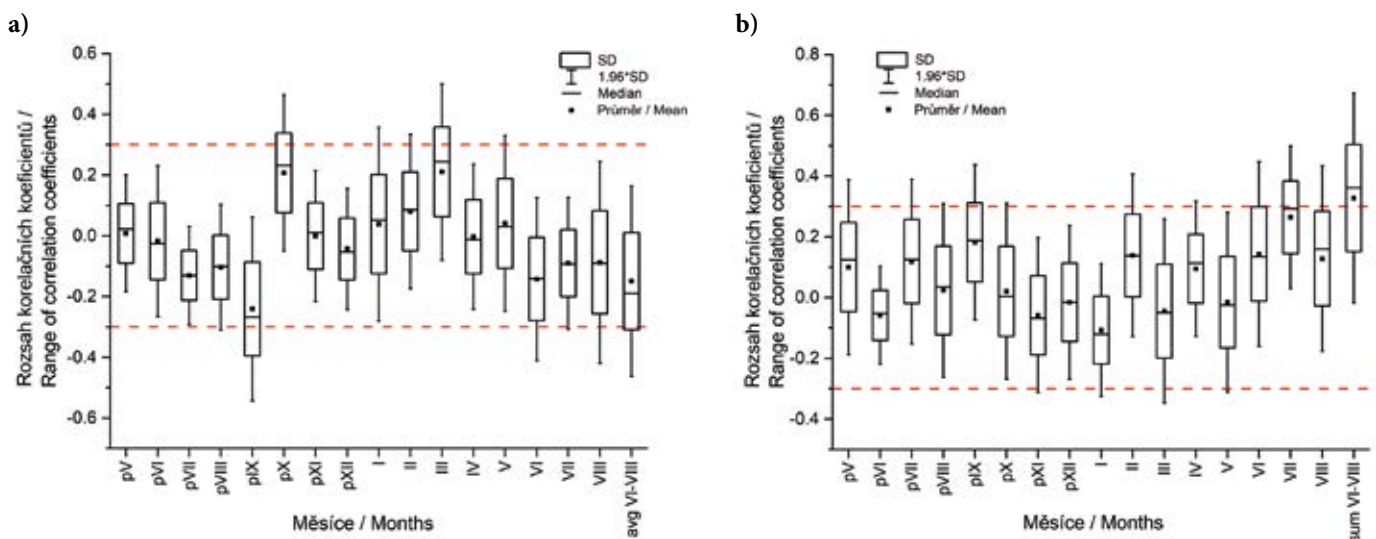 a)
Rozsah korelačních koeficientů /
Range of correlation coefficients
0.6
0.4
0.2
0.0
-0.2
-0.4
-0.6
SD
1.96*SD
Median
Průměr / Mean
pV
pVI
pVII
pVIII
pIX
pX
pXI
pXII
I
II
III
IV
V
VI
VII
VIII
avg VI-VIII
Měsíce / Months
b)
Rozsah korelačních koeficientů /
Range of correlation coefficients
0.8
0.6
0.4
0.2
0.0
-0.2
-0.4
SD
1.96*SD
Median
Průměr / Mean
pV
pVI
pVII
pVIII
pIX
pX
pXI
pXII
I
II
III
IV
V
VI
VII
VIII
sum VI-VIII
Měsíce / Months